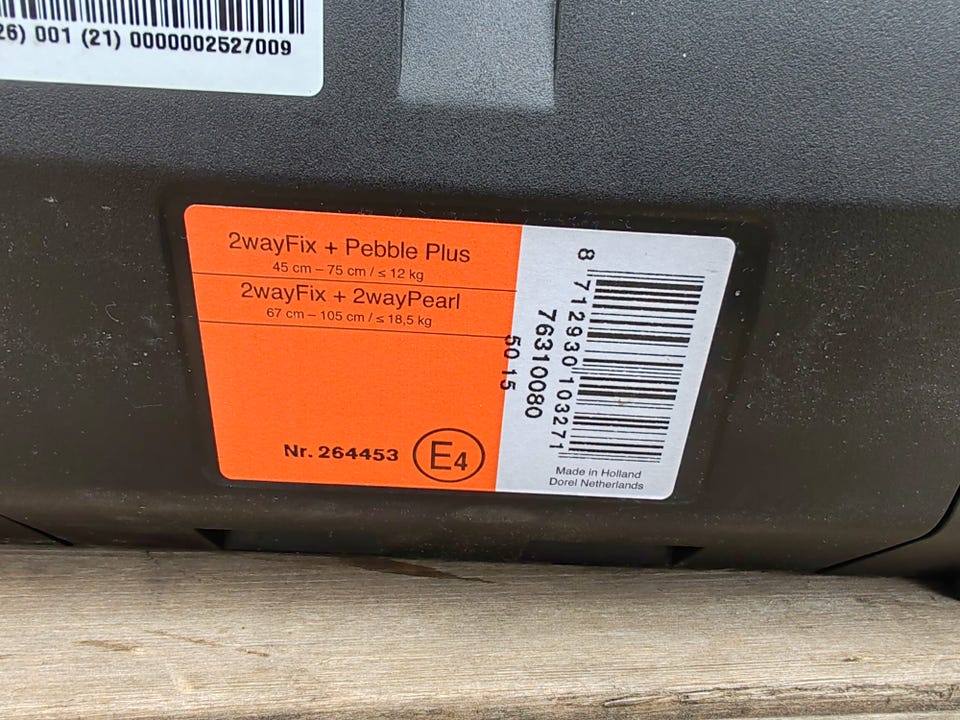 26) 001 (21) 0000002527009
2wayFix + Pebble Plus
45 cm – 75 cm / ≤ 12 kg
2wayFix + 2wayPearl
67 cm – 105 cm / ≤ 18,5 kg
Nr. 264453
E4
8 712930 103271
76310080
50 15
Made in Holland
Dorel Netherlands